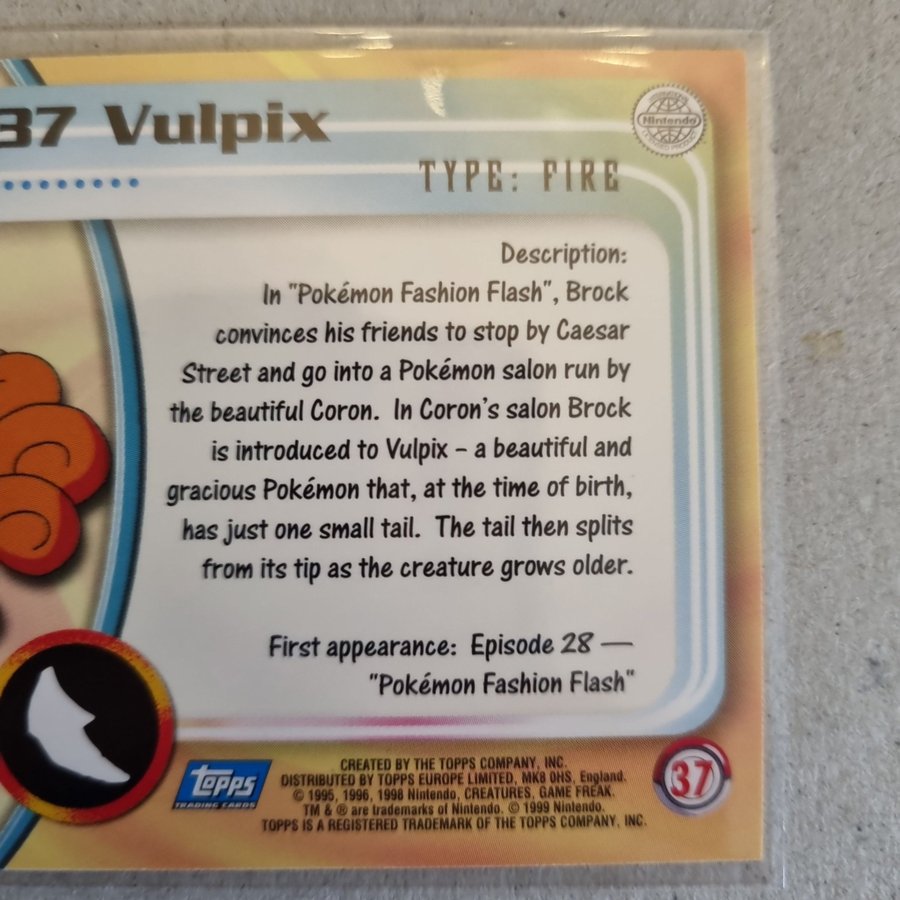 37 Vulpix
Nintendo
TYPE: FIRE
Description:
In "Pokémon Fashion Flash", Brock
convinces his friends to stop by Caesar
Street and go into a Pokémon salon run by
the beautiful Coron. In Coron's salon Brock
is introduced to Vulpix – a beautiful and
gracious Pokémon that, at the time of birth,
has just one small tail. The tail then splits
from its tip as the creature grows older.
First appearance: Episode 28 —
"Pokémon Fashion Flash"
CREATED BY THE TOPPS COMPANY, INC.
DISTRIBUTED BY TOPPS EUROPE LIMITED, MK8 0HS, England.
© 1995, 1996, 1998 Nintendo, CREATURES, GAME FREAK.
TM & ® are trademarks of Nintendo. © 1999 Nintendo.
TOPPS IS A REGISTERED TRADEMARK OF THE TOPPS COMPANY, INC.
Topps
TRADING CARDS
37